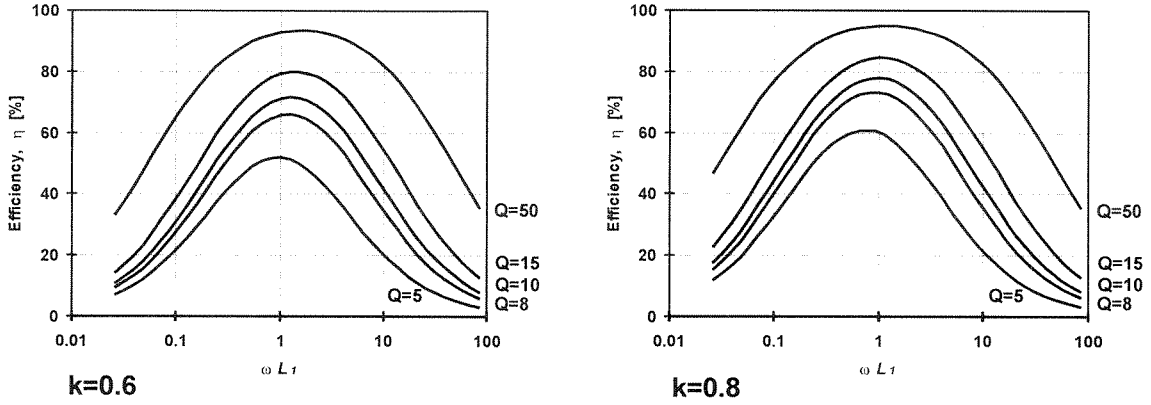 100
80
60
40
20
0
Efficiency, η [%]
0.01 0.1 1 10 100
ω L1
Q=50
Q=15
Q=10
Q=8
Q=5
k=0.6
100
80
60
40
20
0
Efficiency, η [%]
0.01 0.1 1 10 100
ω L1
Q=50
Q=15
Q=10
Q=8
Q=5
k=0.8